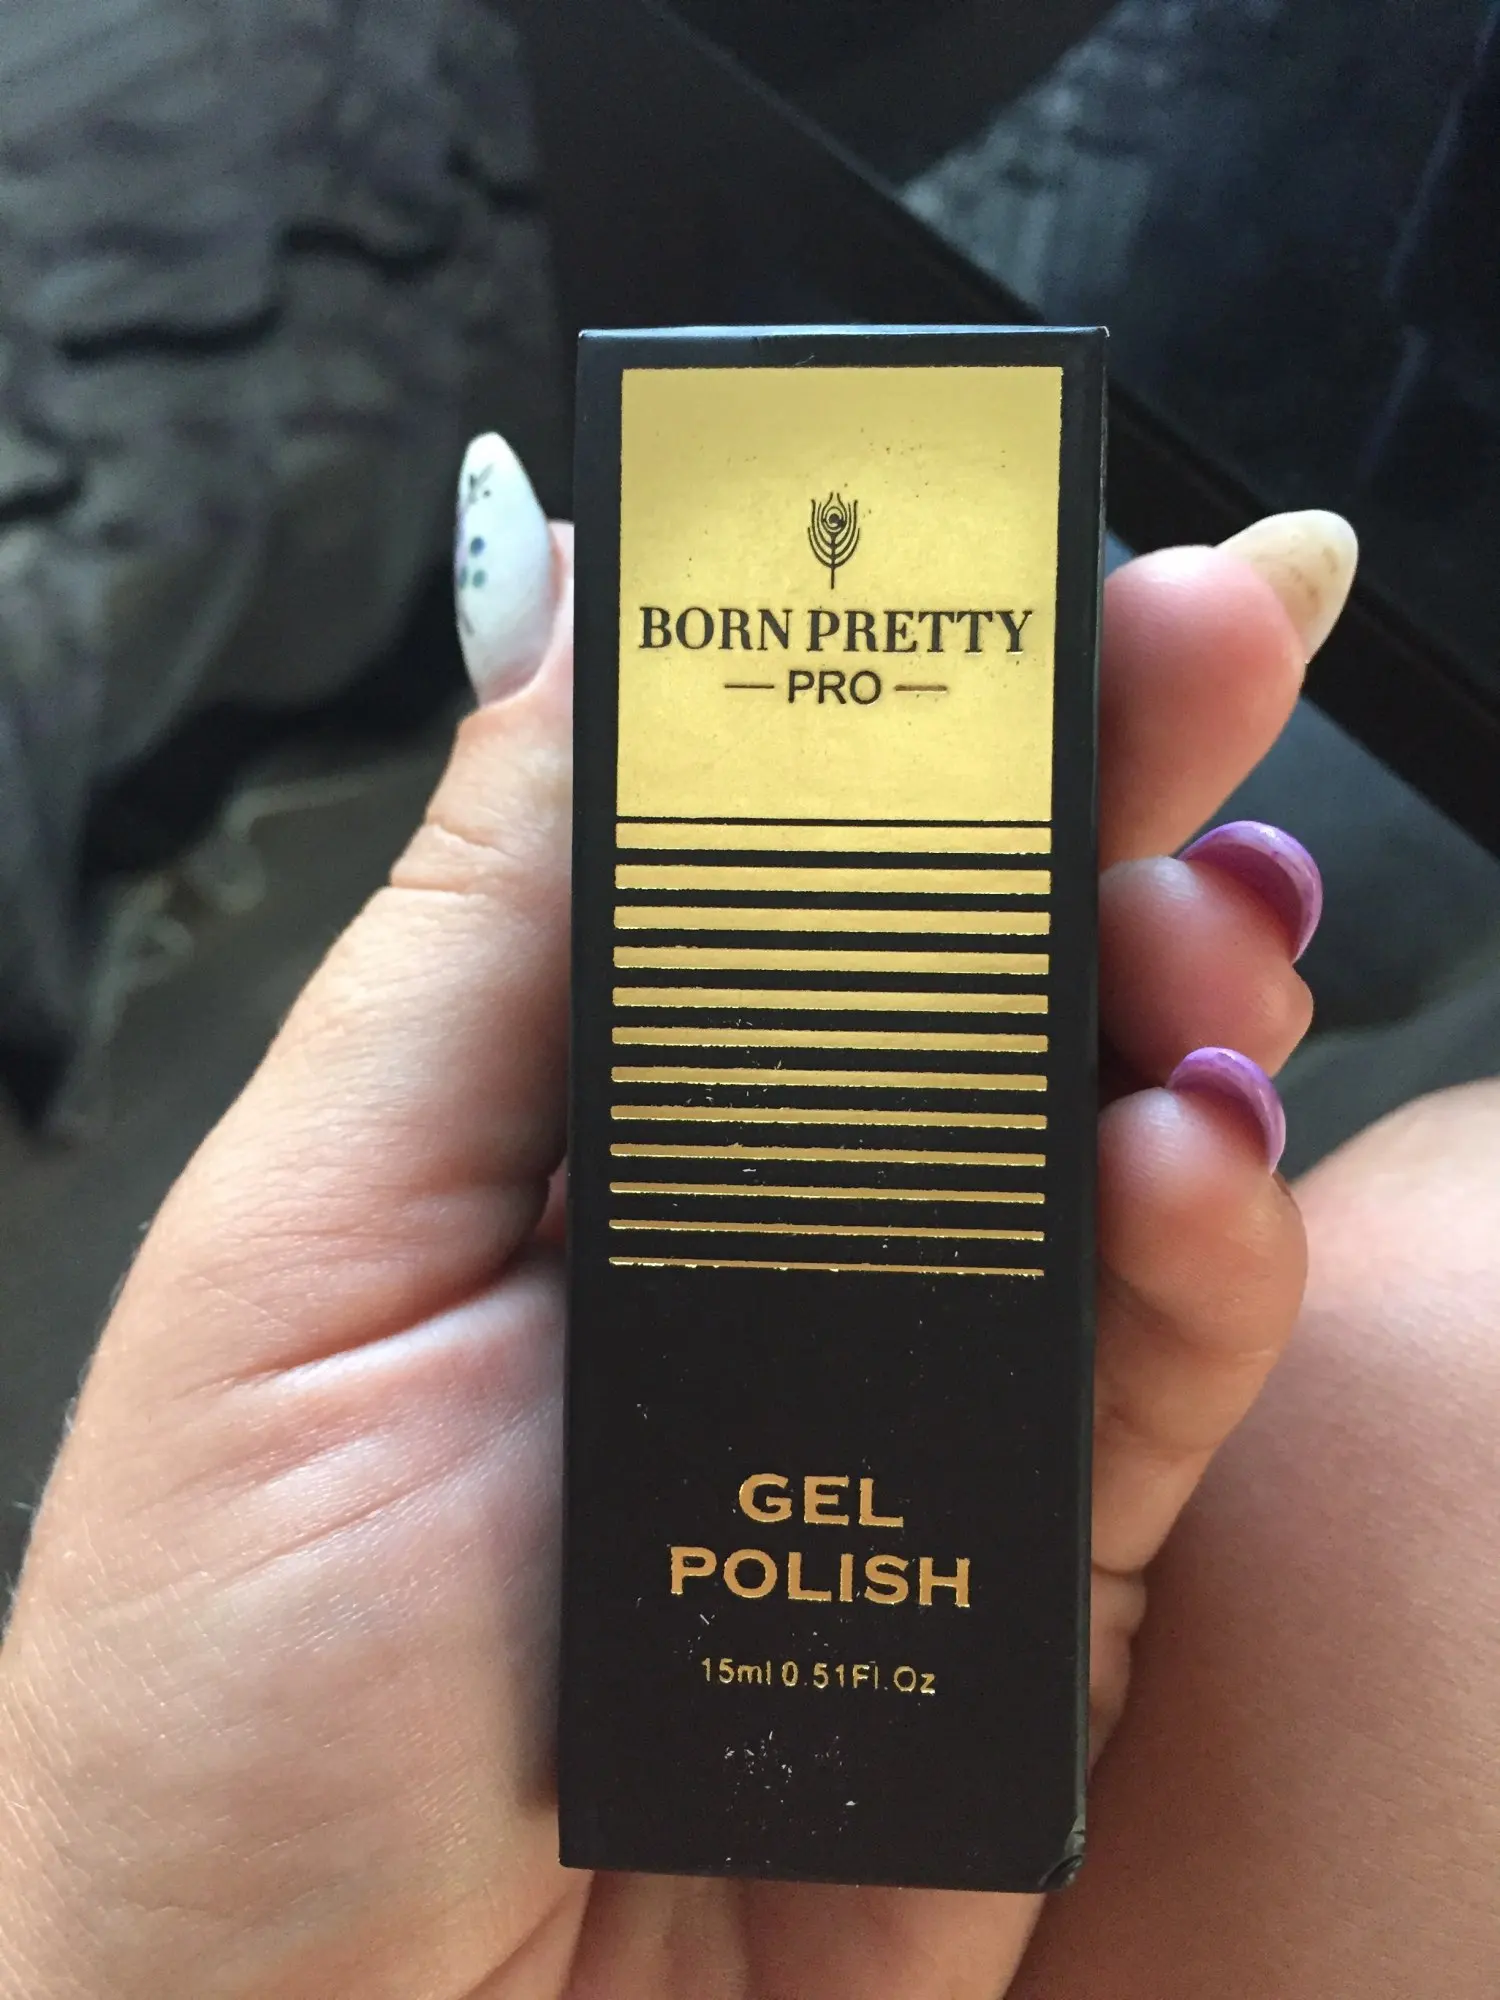 BORN PRETTY
— PRO —
GEL
POLISH
15ml 0.51Fl.Oz